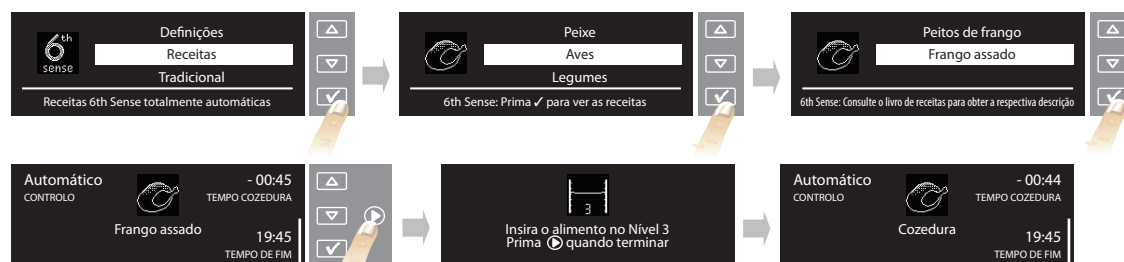 6th
sense
Definições
Receitas
Tradicional
Receitas 6th Sense totalmente automáticas
Peixe
Aves
Legumes
6th Sense: Prima ✓ para ver as receitas
Peitos de frango
Frango assado
6th Sense: Consulte o livro de receitas para obter a respectiva descrição
Automático
CONTROLO
- 00:45
TEMPO COZEDURA
Frango assado
19:45
TEMPO DE FIM
3
Insira o alimento no Nível 3
Prima ▶ quando terminar
Automático
CONTROLO
- 00:44
TEMPO COZEDURA
Cozedura
19:45
TEMPO DE FIM